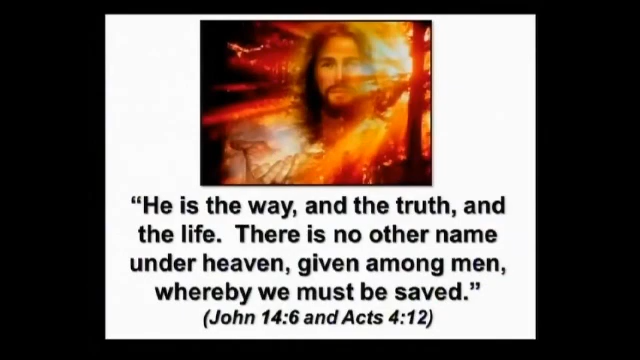 “He is the way, and the truth, and
the life.  There is no other name
under heaven, given among men,
whereby we must be saved.”
(John 14:6 and Acts 4:12)